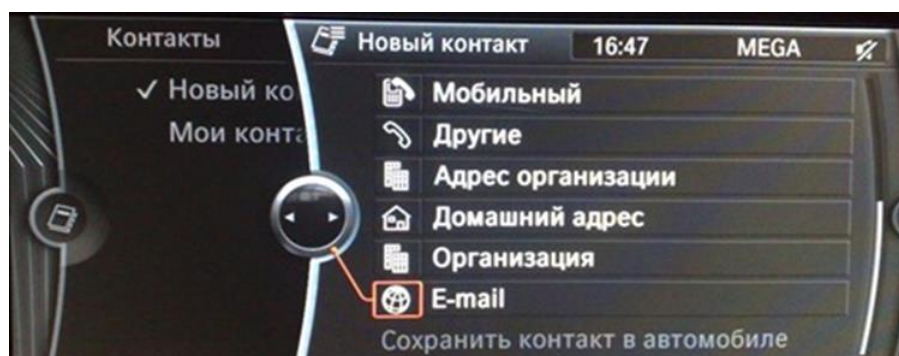 Контакты
Новый контакт 16:47 MEGA
Новый ко
Мои конта
Мобильный
Другие
Адрес организации
Домашний адрес
Организация
E-mail
Сохранить контакт в автомобиле